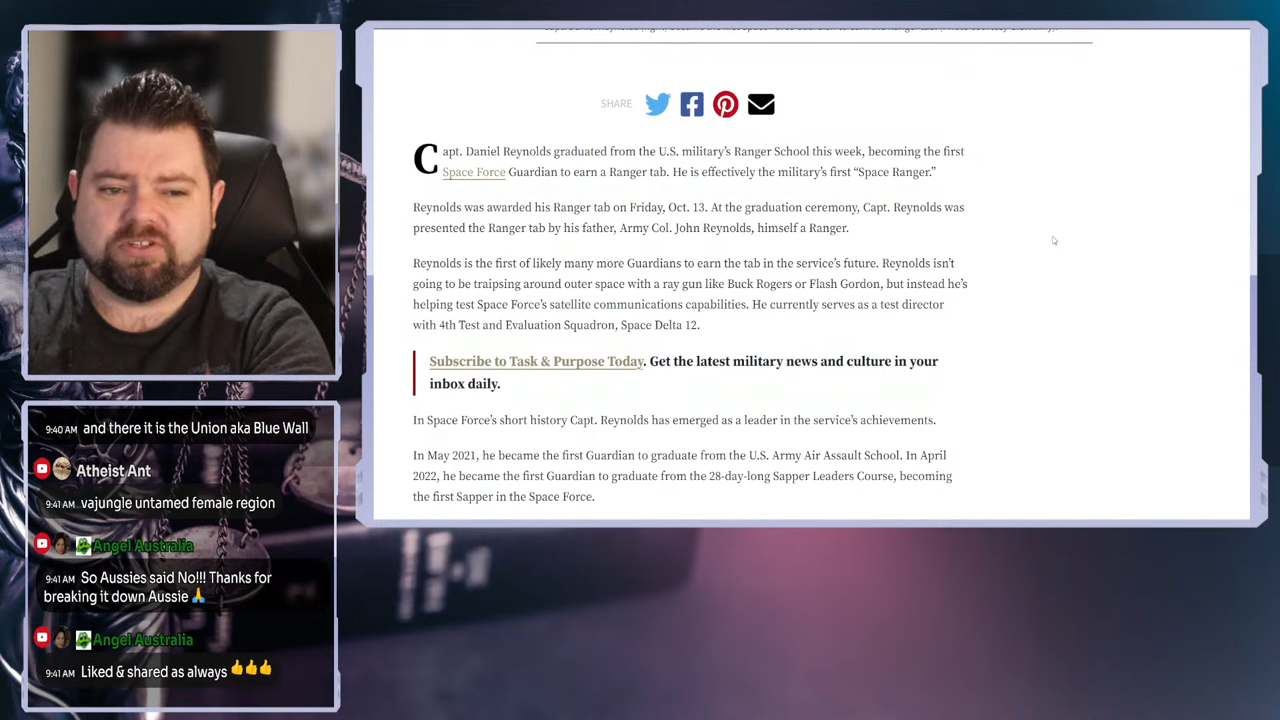 SHARE
Capt. Daniel Reynolds graduated from the U.S. military’s Ranger School this week, becoming the first
Space Force Guardian to earn a Ranger tab. He is effectively the military’s first “Space Ranger.”
Reynolds was awarded his Ranger tab on Friday, Oct. 13. At the graduation ceremony, Capt. Reynolds was
presented the Ranger tab by his father, Army Col. John Reynolds, himself a Ranger.
Reynolds is the first of likely many more Guardians to earn the tab in the service’s future. Reynolds isn’t
going to be traipsing around outer space with a ray gun like Buck Rogers or Flash Gordon, but instead he’s
helping test Space Force’s satellite communications capabilities. He currently serves as a test director
with 4th Test and Evaluation Squadron, Space Delta 12.
Subscribe to Task & Purpose Today. Get the latest military news and culture in your
inbox daily.
In Space Force’s short history Capt. Reynolds has emerged as a leader in the service’s achievements.
In May 2021, he became the first Guardian to graduate from the U.S. Army Air Assault School. In April
2022, he became the first Guardian to graduate from the 28-day-long Sapper Leaders Course, becoming
the first Sapper in the Space Force.
9:40 AM and there it is the Union aka Blue Wall
Atheist Ant
9:41 AM vajungle untamed female region
Angel Australia
9:41 AM So Aussies said No!!! Thanks for
breaking it down Aussie 🙏
Angel Australia
9:41 AM Liked & shared as always 👍👍👍